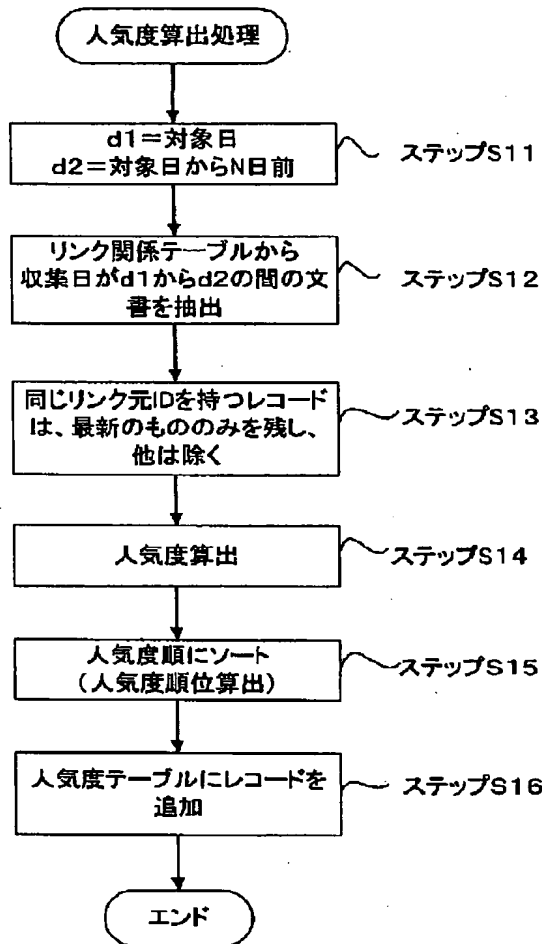 人気度算出処理
d1＝対象日
d2＝対象日からN日前
ステップS11
リンク関係テーブルから
収集日がd1からd2の間の文
書を抽出
ステップS12
同じリンク元IDを持つレコード
は、最新のもののみを残し、
他は除く
ステップS13
人気度算出
ステップS14
人気度順にソート
（人気度順位算出）
ステップS15
人気度テーブルにレコードを
追加
ステップS16
エンド